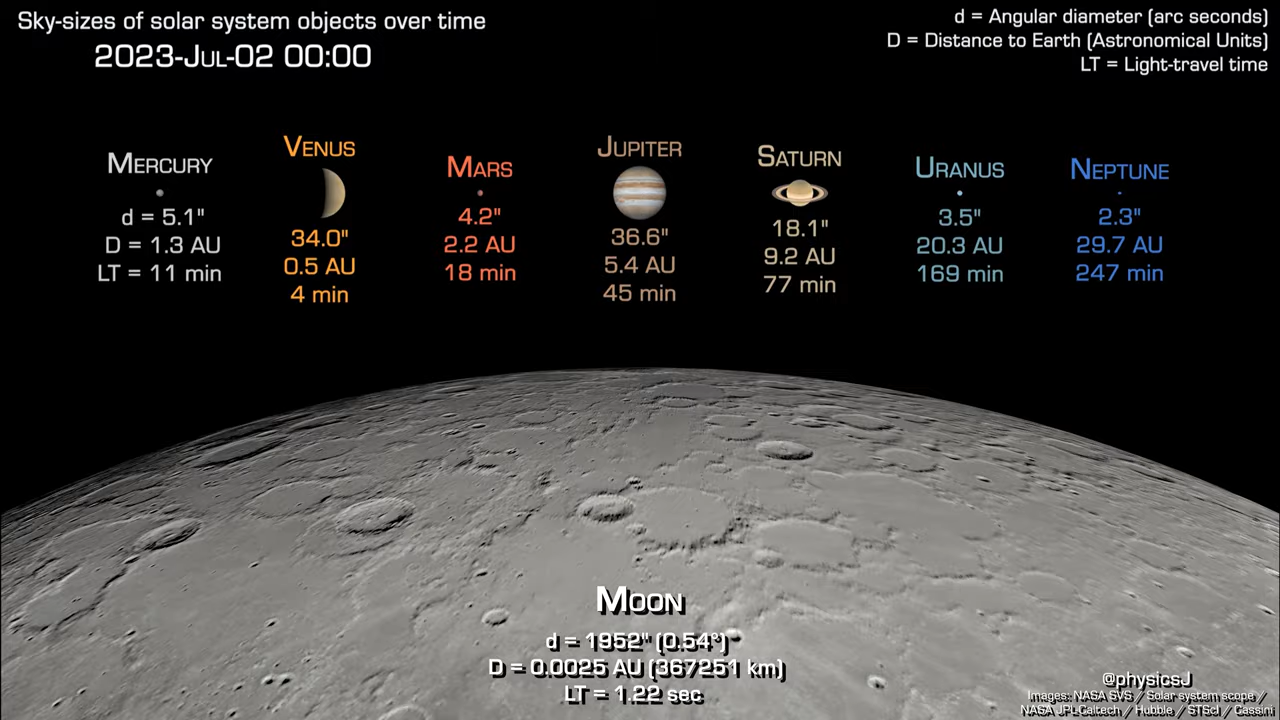 Sky-sizes of solar system objects over time
2023-Jul-02 00:00
d = Angular diameter (arc seconds)
D = Distance to Earth (Astronomical Units)
LT = Light-travel time
Mercury
d = 5.1"
D = 1.3 AU
LT = 11 min
Venus
34.0"
0.5 AU
4 min
Mars
4.2"
2.2 AU
18 min
Jupiter
36.6"
5.4 AU
45 min
Saturn
18.1"
9.2 AU
77 min
Uranus
3.5"
20.3 AU
169 min
Neptune
2.3"
29.7 AU
247 min
Moon
d = 1952" (0.54°)
D = 0.0025 AU (367251 km)
LT = 1.22 sec
@physicsJ
Images: NASA SVS / Solar system scope /
NASA JPL Caltech / Hubble / STScI / Cassini